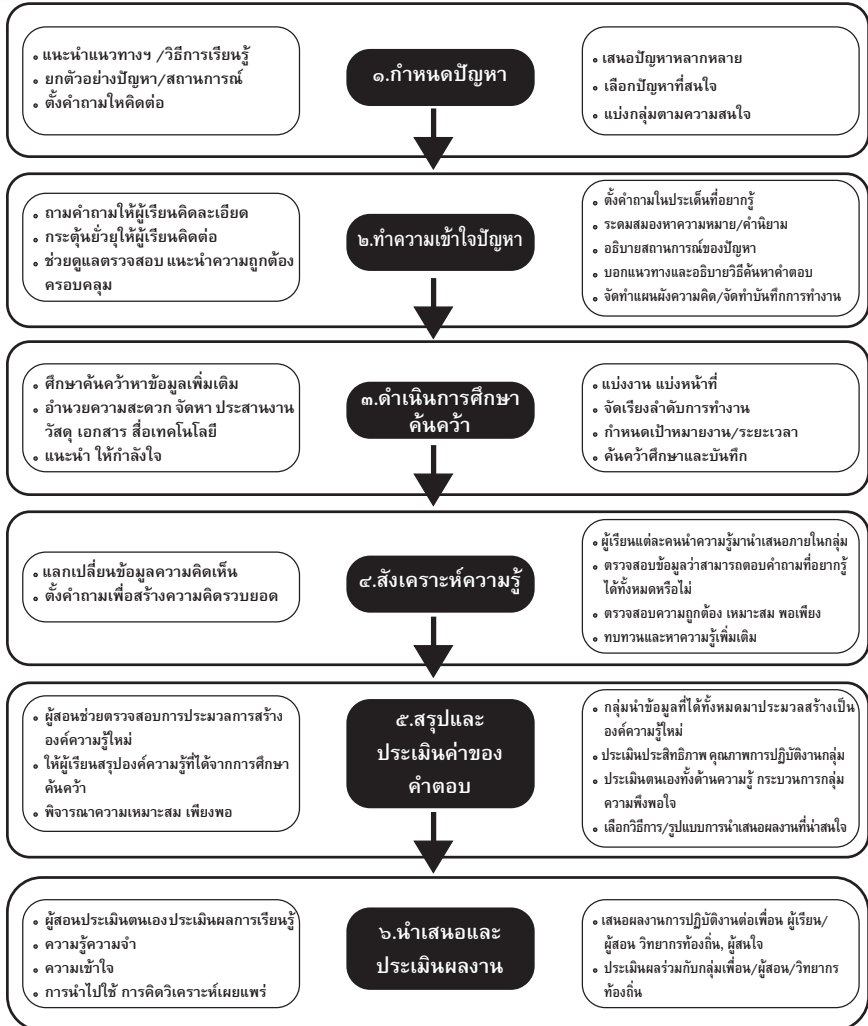 • แนะนำแนวทางฯ /วิธีการเรียนรู้
• ยกตัวอย่างปัญหา/สถานการณ์
• ตั้งคำถามใหคิดต่อ
๑.กำหนดปัญหา
• เสนอปัญหาหลากหลาย
• เลือกปัญหาที่สนใจ
• แบ่งกลุ่มตามความสนใจ
• ถามคำถามให้ผู้เรียนคิดละเอียด
• กระตุ้นยั่วยุให้ผู้เรียนคิดต่อ
• ช่วยดูแลตรวจสอบ แนะนำความถูกต้อง
ครอบคลุม
๒.ทำความเข้าใจปัญหา
• ตั้งคำถามในประเด็นที่อยากรู้
• ระดมสมองหาความหมาย/คำนิยาม
• อธิบายสถานการณ์ของปัญหา
• บอกแนวทางและอธิบายวิธีค้นหาคำตอบ
• จัดทำแผนผังความคิด/จัดทำบันทึกการทำงาน
• ศึกษาค้นคว้าหาข้อมูลเพิ่มเติม
• อำนวยความสะดวก จัดหา ประสานงาน
วัสดุ เอกสาร สื่อเทคโนโลยี
• แนะนำ ให้กำลังใจ
๓.ดำเนินการศึกษา
ค้นคว้า
• แบ่งงาน แบ่งหน้าที่
• จัดเรียงลำดับการทำงาน
• กำหนดเป้าหมายงาน/ระยะเวลา
• ค้นคว้าศึกษาและบันทึก
• แลกเปลี่ยนข้อมูลความคิดเห็น
• ตั้งคำถามเพื่อสร้างความคิดรวบยอด
๔.สังเคราะห์ความรู้
• ผู้เรียนแต่ละคนนำความรู้มานำเสนอภายในกลุ่ม
• ตรวจสอบข้อมูลว่าสามารถตอบคำถามที่อยากรู้
ได้ทั้งหมดหรือไม่
• ตรวจสอบความถูกต้อง เหมาะสม พอเพียง
• ทบทวนและหาความรู้เพิ่มเติม
• ผู้สอนช่วยตรวจสอบการประมวลการสร้าง
องค์ความรู้ใหม่
• ให้ผู้เรียนสรุปองค์ความรู้ที่ได้จากการศึกษา
ค้นคว้า
• พิจารณาความเหมาะสม เพียงพอ
๕.สรุปและ
ประเมินค่าของ
คำตอบ
• กลุ่มนำข้อมูลที่ได้ทั้งหมดมาประมวลสร้างเป็น
องค์ความรู้ใหม่
• ประเมินประสิทธิภาพ คุณภาพการปฏิบัติงานกลุ่ม
• ประเมินตนเองทั้งด้านความรู้ กระบวนการกลุ่ม
ความพึงพอใจ
• เลือกวิธีการ/รูปแบบการนำเสนอผลงานที่น่าสนใจ
• ผู้สอนประเมินตนเอง ประเมินผลการเรียนรู้
• ความรู้ความจำ
• ความเข้าใจ
• การนำไปใช้ การคิดวิเคราะห์เผยแพร่
๖.นำเสนอและ
ประเมินผลงาน
• เสนอผลงานการปฏิบัติงานต่อเพื่อน ผู้เรียน/
ผู้สอน วิทยากรท้องถิ่น, ผู้สนใจ
• ประเมินผลร่วมกับกลุ่มเพื่อน/ผู้สอน/วิทยากร
ท้องถิ่น